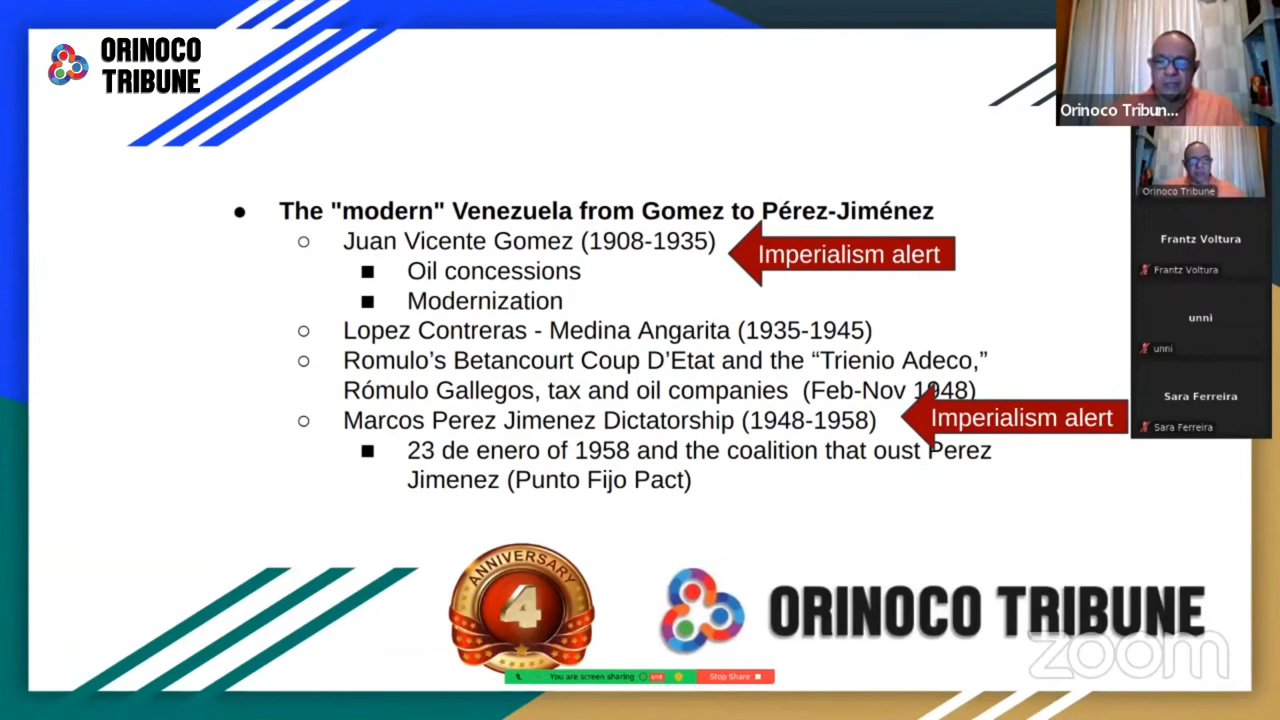 ORINOCO
TRIBUNE
Orinoco Tribun...
Orinoco Tribune
Frantz Voltura
Frantz Voltura
unni
unni
Sara Ferreira
Sara Ferreira
● The "modern" Venezuela from Gomez to Pérez-Jiménez
○ Juan Vicente Gomez (1908-1935)
Imperialism alert
■ Oil concessions
■ Modernization
○ Lopez Contreras - Medina Angarita (1935-1945)
○ Romulo’s Betancourt Coup D’Etat and the “Trienio Adeco,”
Rómulo Gallegos, tax and oil companies (Feb-Nov 1948)
○ Marcos Perez Jimenez Dictatorship (1948-1958)
Imperialism alert
■ 23 de enero of 1958 and the coalition that oust Perez
Jimenez (Punto Fijo Pact)
ANNIVERSARY
4
ORINOCO TRIBUNE
zoom
You are screen sharing LIVE Stop Share